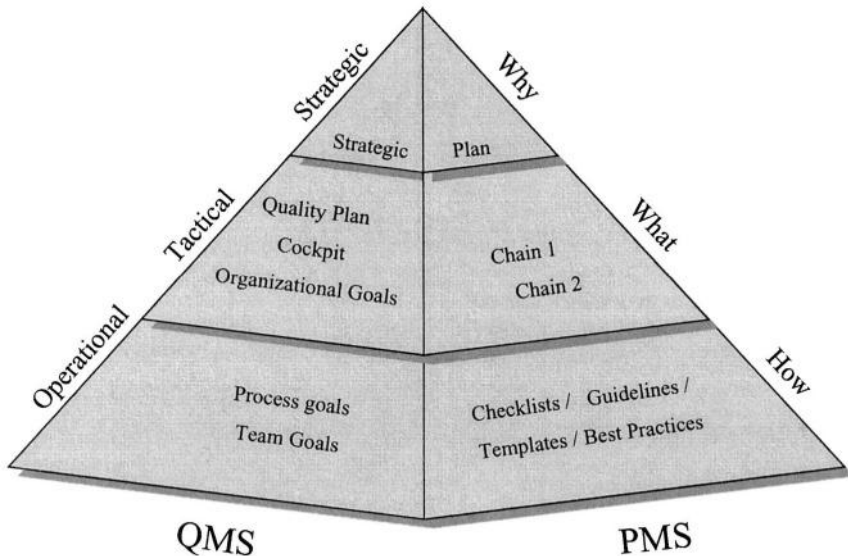 Strategic
Why
Strategic Plan
Tactical
What
Quality Plan
Cockpit
Organizational Goals
Chain 1
Chain 2
Operational
How
Process goals
Team Goals
Checklists / Guidelines /
Templates / Best Practices
QMS
PMS